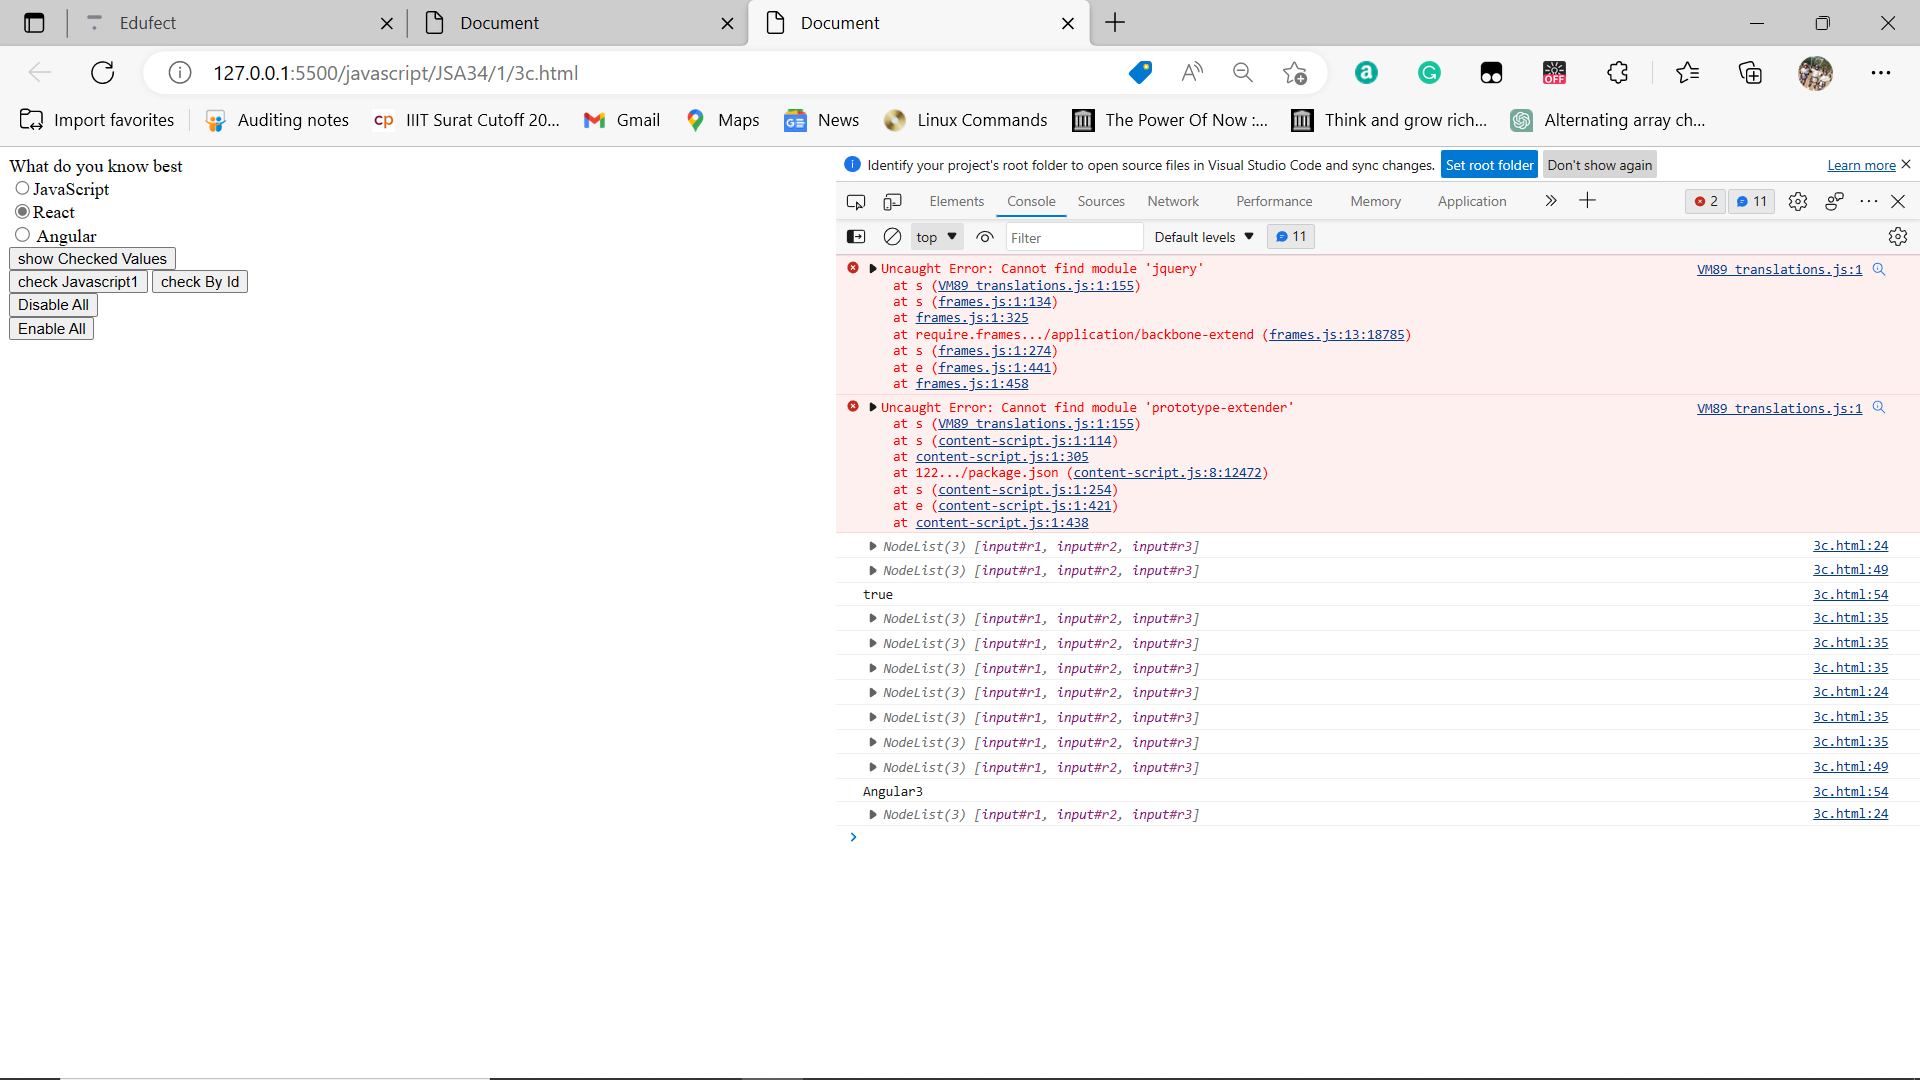 Edufect
Document
Document
127.0.0.1:5500/javascript/JSA34/1/3c.html
Import favorites
Auditing notes
cp IIIT Surat Cutoff 20...
Gmail
Maps
News
Linux Commands
The Power Of Now :...
Think and grow rich...
Alternating array ch...
What do you know best
JavaScript
React
Angular
show Checked Values
check Javascript1 check By Id
Disable All
Enable All
Identify your project's root folder to open source files in Visual Studio Code and sync changes. Set root folder Don't show again Learn more
Elements Console Sources Network Performance Memory Application 2 11
top Filter Default levels 11
Uncaught Error: Cannot find module 'jquery' VM89 translations.js:1
at s (VM89 translations.js:1:155)
at s (frames.js:1:134)
at frames.js:1:325
at require.frames.../application/backbone-extend (frames.js:13:18785)
at s (frames.js:1:274)
at e (frames.js:1:441)
at frames.js:1:458
Uncaught Error: Cannot find module 'prototype-extender' VM89 translations.js:1
at s (VM89 translations.js:1:155)
at s (content-script.js:1:114)
at content-script.js:1:305
at 122.../package.json (content-script.js:8:12472)
at s (content-script.js:1:254)
at e (content-script.js:1:421)
at content-script.js:1:438
NodeList(3) [input#r1, input#r2, input#r3] 3c.html:24
NodeList(3) [input#r1, input#r2, input#r3] 3c.html:49
true 3c.html:54
NodeList(3) [input#r1, input#r2, input#r3] 3c.html:35
NodeList(3) [input#r1, input#r2, input#r3] 3c.html:35
NodeList(3) [input#r1, input#r2, input#r3] 3c.html:35
NodeList(3) [input#r1, input#r2, input#r3] 3c.html:24
NodeList(3) [input#r1, input#r2, input#r3] 3c.html:35
NodeList(3) [input#r1, input#r2, input#r3] 3c.html:35
NodeList(3) [input#r1, input#r2, input#r3] 3c.html:49
Angular3 3c.html:54
NodeList(3) [input#r1, input#r2, input#r3] 3c.html:24